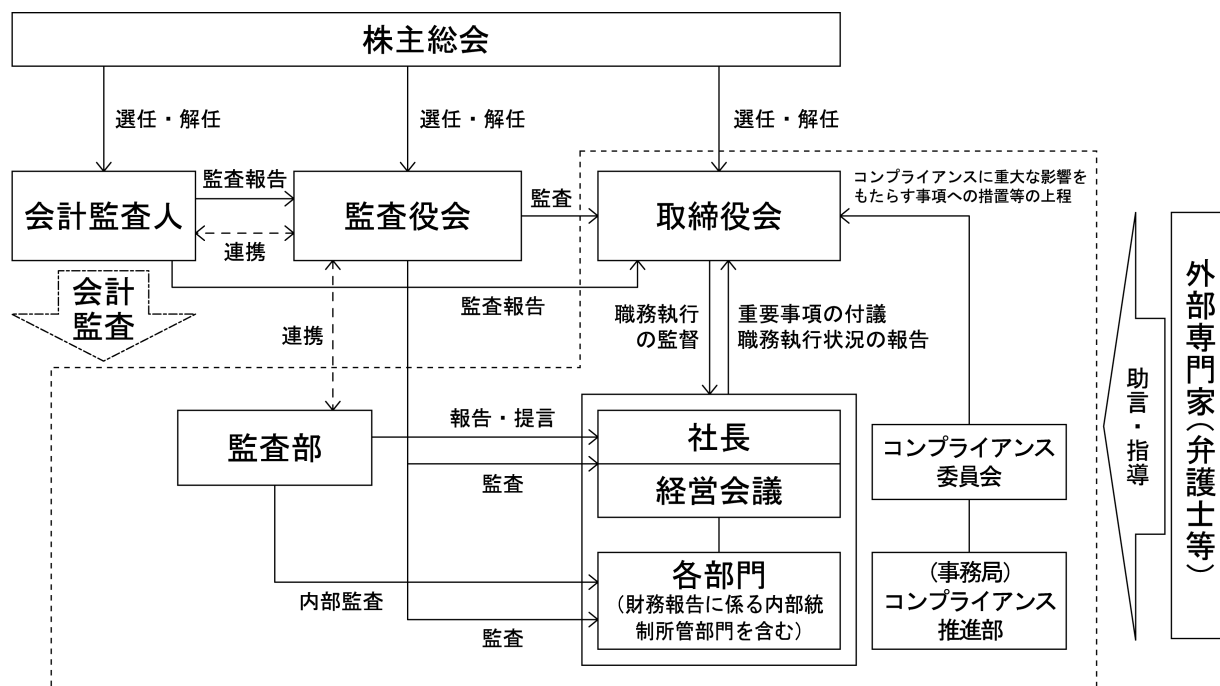 株主総会
選任・解任
選任・解任
選任・解任
会計監査人
監査報告
連携
監査役会
監査
取締役会
コンプライアンスに重大な影響を
もたらす事項への措置等の上程
会計
監査
監査報告
連携
職務執行
の監督
重要事項の付議
職務執行状況の報告
外部専門家(弁護士等)
助言・指導
監査部
報告・提言
監査
社長
経営会議
コンプライアンス
委員会
内部監査
監査
各部門
(財務報告に係る内部統
制所管部門を含む)
(事務局)
コンプライアンス
推進部